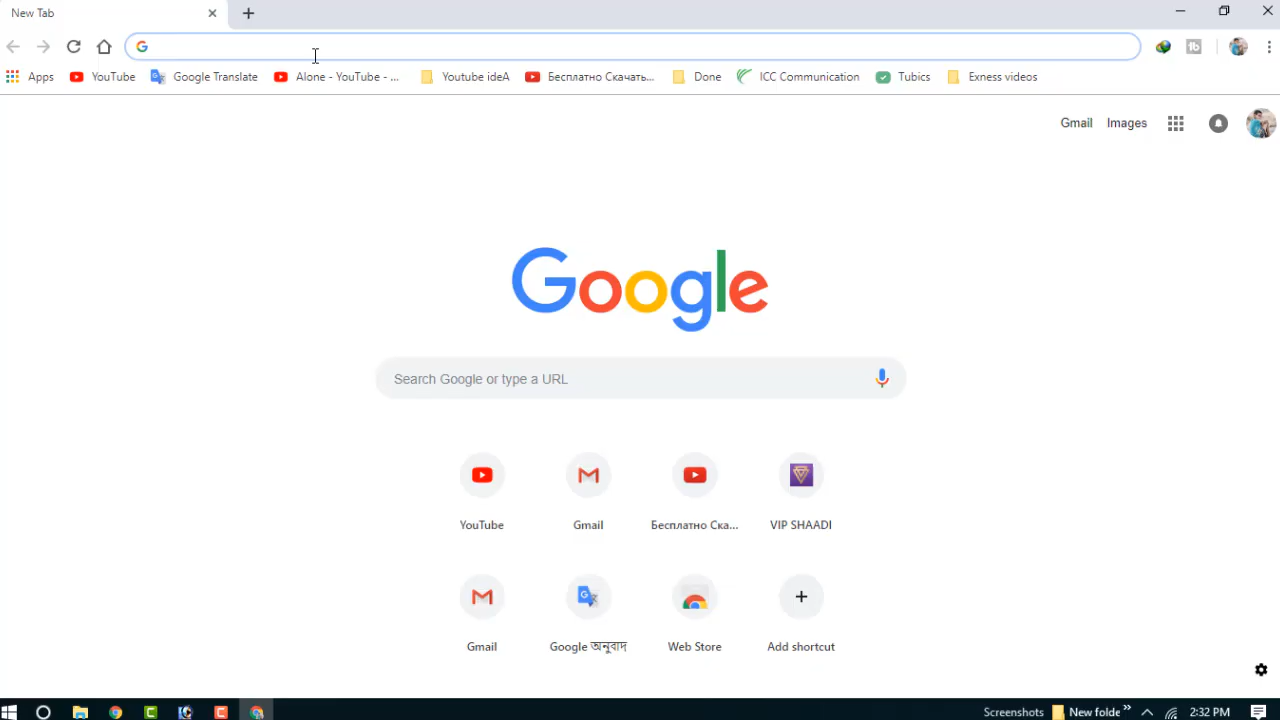 New Tab
Apps YouTube Google Translate Alone - YouTube - ... Youtube ideA Бесплатно Скачать... Do ICC Communication Tubics Exness videos
Gmail Images
Google
Search Google or type a URL
YouTube Gmail Бесплатно Ска... VIP SHAADI
Gmail Google অনুবাদ Web Store Add shortcut
Screenshots New folde 2:32 PM